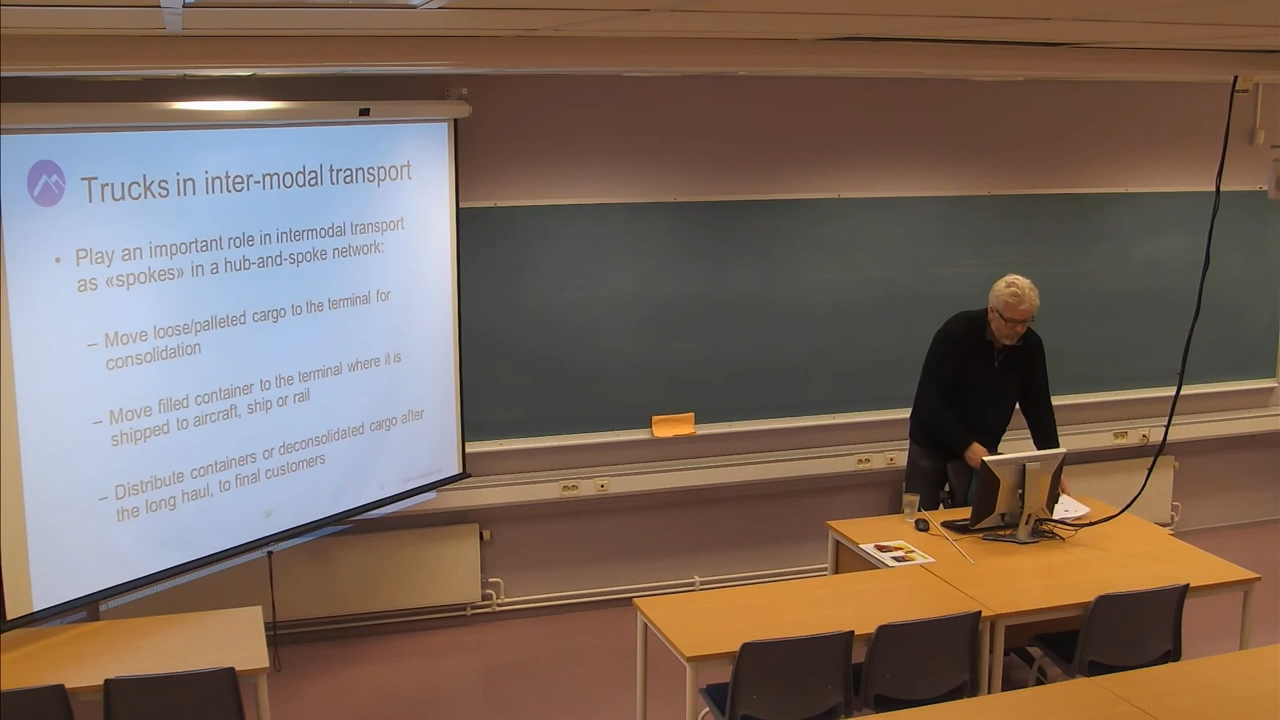 Trucks in inter-modal transport
• Play an important role in intermodal transport
as «spokes» in a hub-and-spoke network:
– Move loose/palleted cargo to the terminal for
consolidation
– Move filled container to the terminal where it is
shipped to aircraft, ship or rail
– Distribute containers or deconsolidated cargo after
the long haul, to final customers